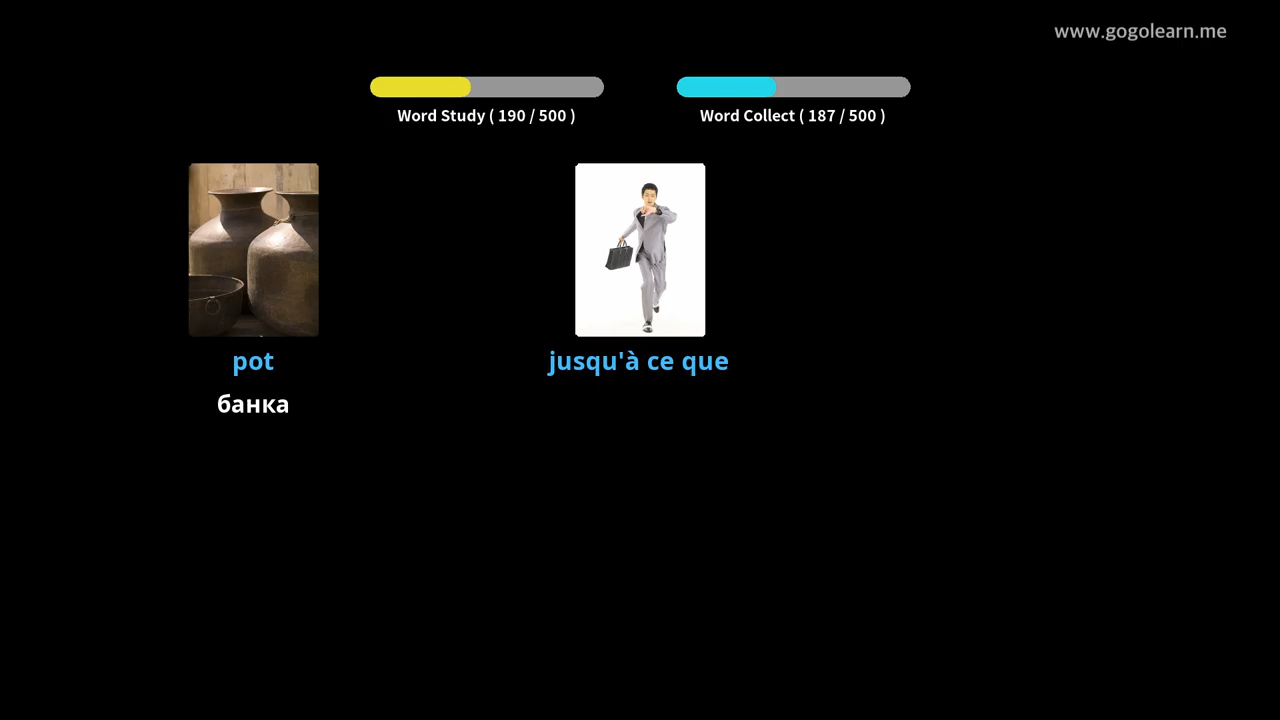 www.gogolearn.me
Word Study ( 190 / 500 )
Word Collect ( 187 / 500 )
pot
jusqu'à ce que
банка